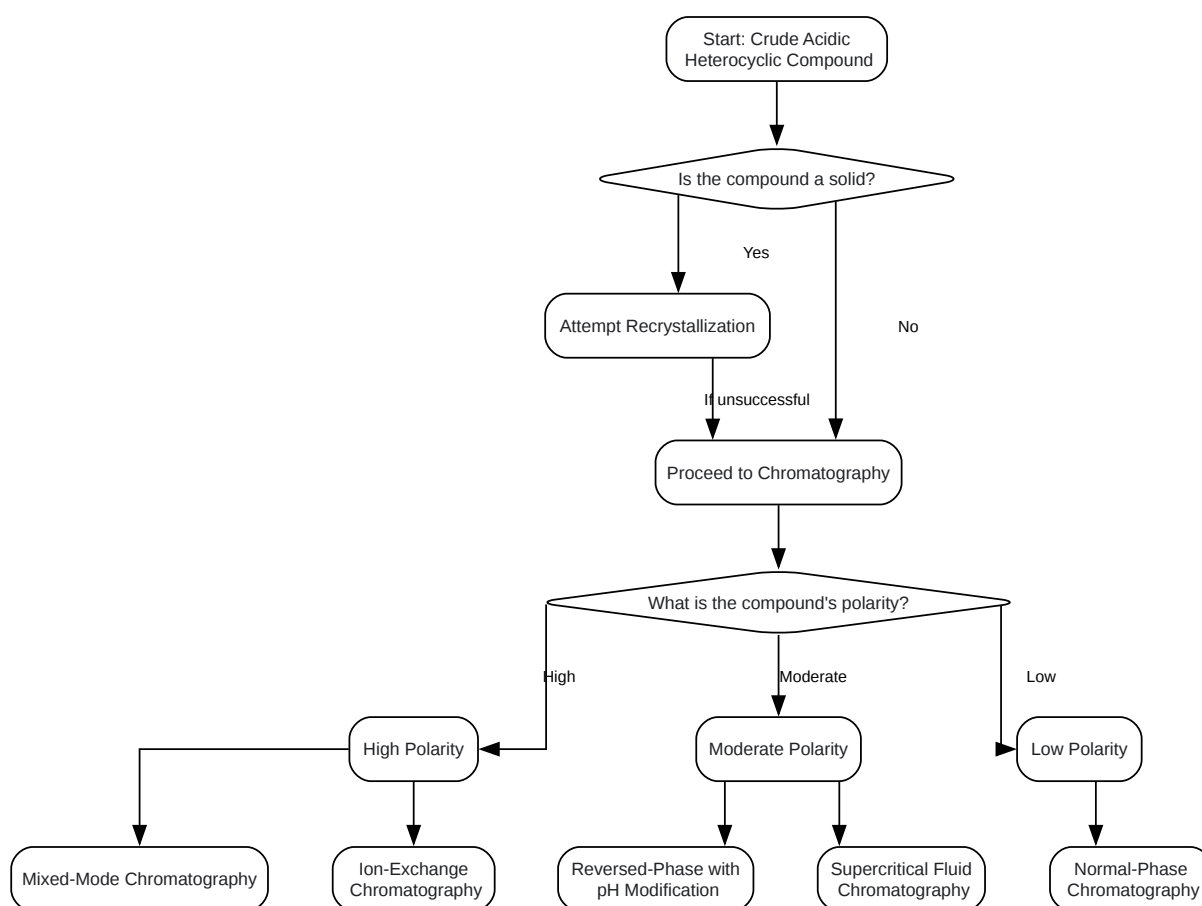 Start: Crude Acidic
Heterocyclic Compound
Is the compound a solid?
Yes
Attempt Recrystallization
No
If unsuccessful
Proceed to Chromatography
What is the compound's polarity?
High
Moderate
Low
High Polarity
Moderate Polarity
Low Polarity
Mixed-Mode Chromatography
Ion-Exchange
Chromatography
Reversed-Phase with
pH Modification
Supercritical Fluid
Chromatography
Normal-Phase
Chromatography